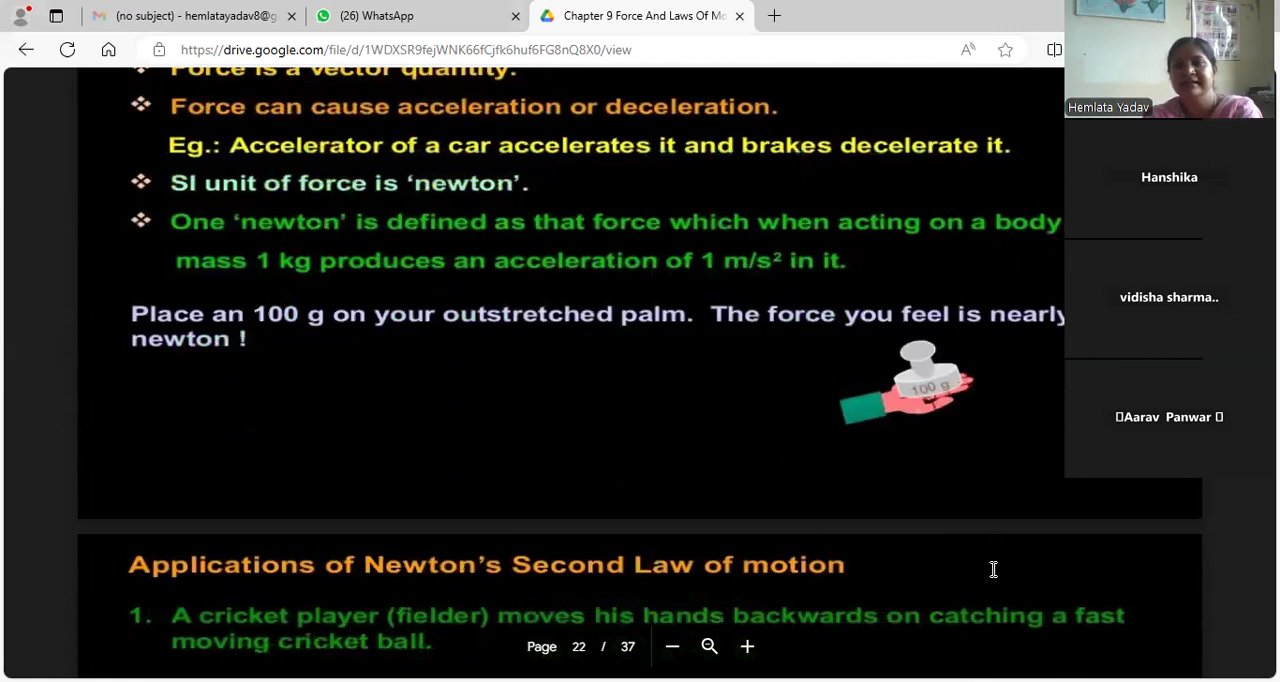 (no subject) - hemlatayadav8@g
(26) WhatsApp
Chapter 9 Force And Laws Of Mo
https://drive.google.com/file/d/1WDXSR9fejWNK66fCjfk6huf6FG8nQ8X0/view
Force is a vector quantity.
Force can cause acceleration or deceleration.
Eg.: Accelerator of a car accelerates it and brakes decelerate it.
SI unit of force is ‘newton’.
One ‘newton’ is defined as that force which when acting on a body
mass 1 kg produces an acceleration of 1 m/s² in it.
Place an 100 g on your outstretched palm. The force you feel is nearly
newton !
100 g
Applications of Newton’s Second Law of motion
1. A cricket player (fielder) moves his hands backwards on catching a fast
moving cricket ball.
Page 22 / 37
Hemlata Yadav
Hanshika
vidisha sharma..
Aarav Panwar